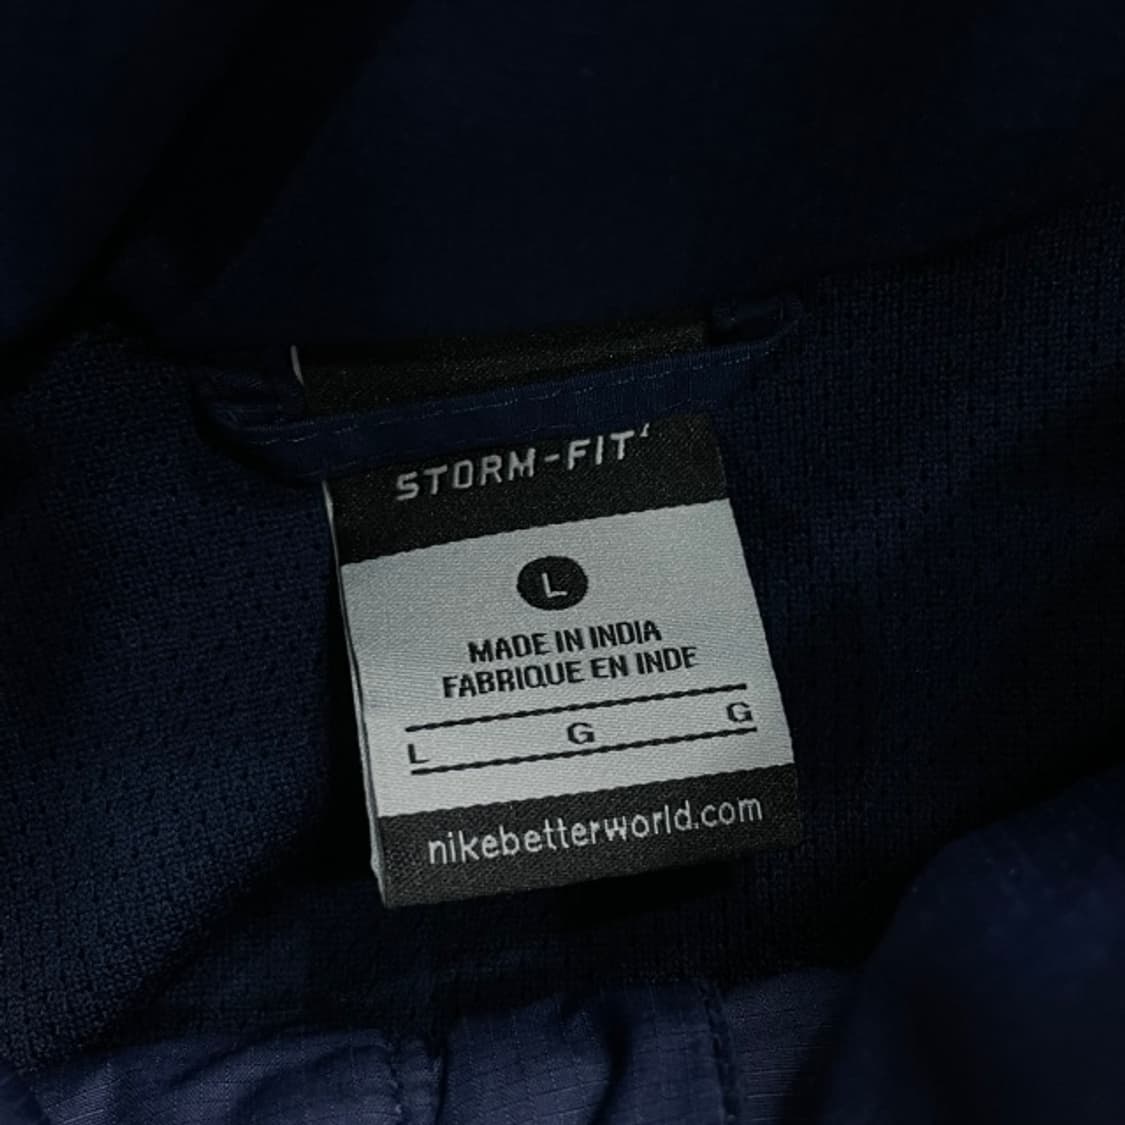 STORM-FIT
L
MADE IN INDIA
FABRIQUE EN INDE
L G G
nikebetterworld.com